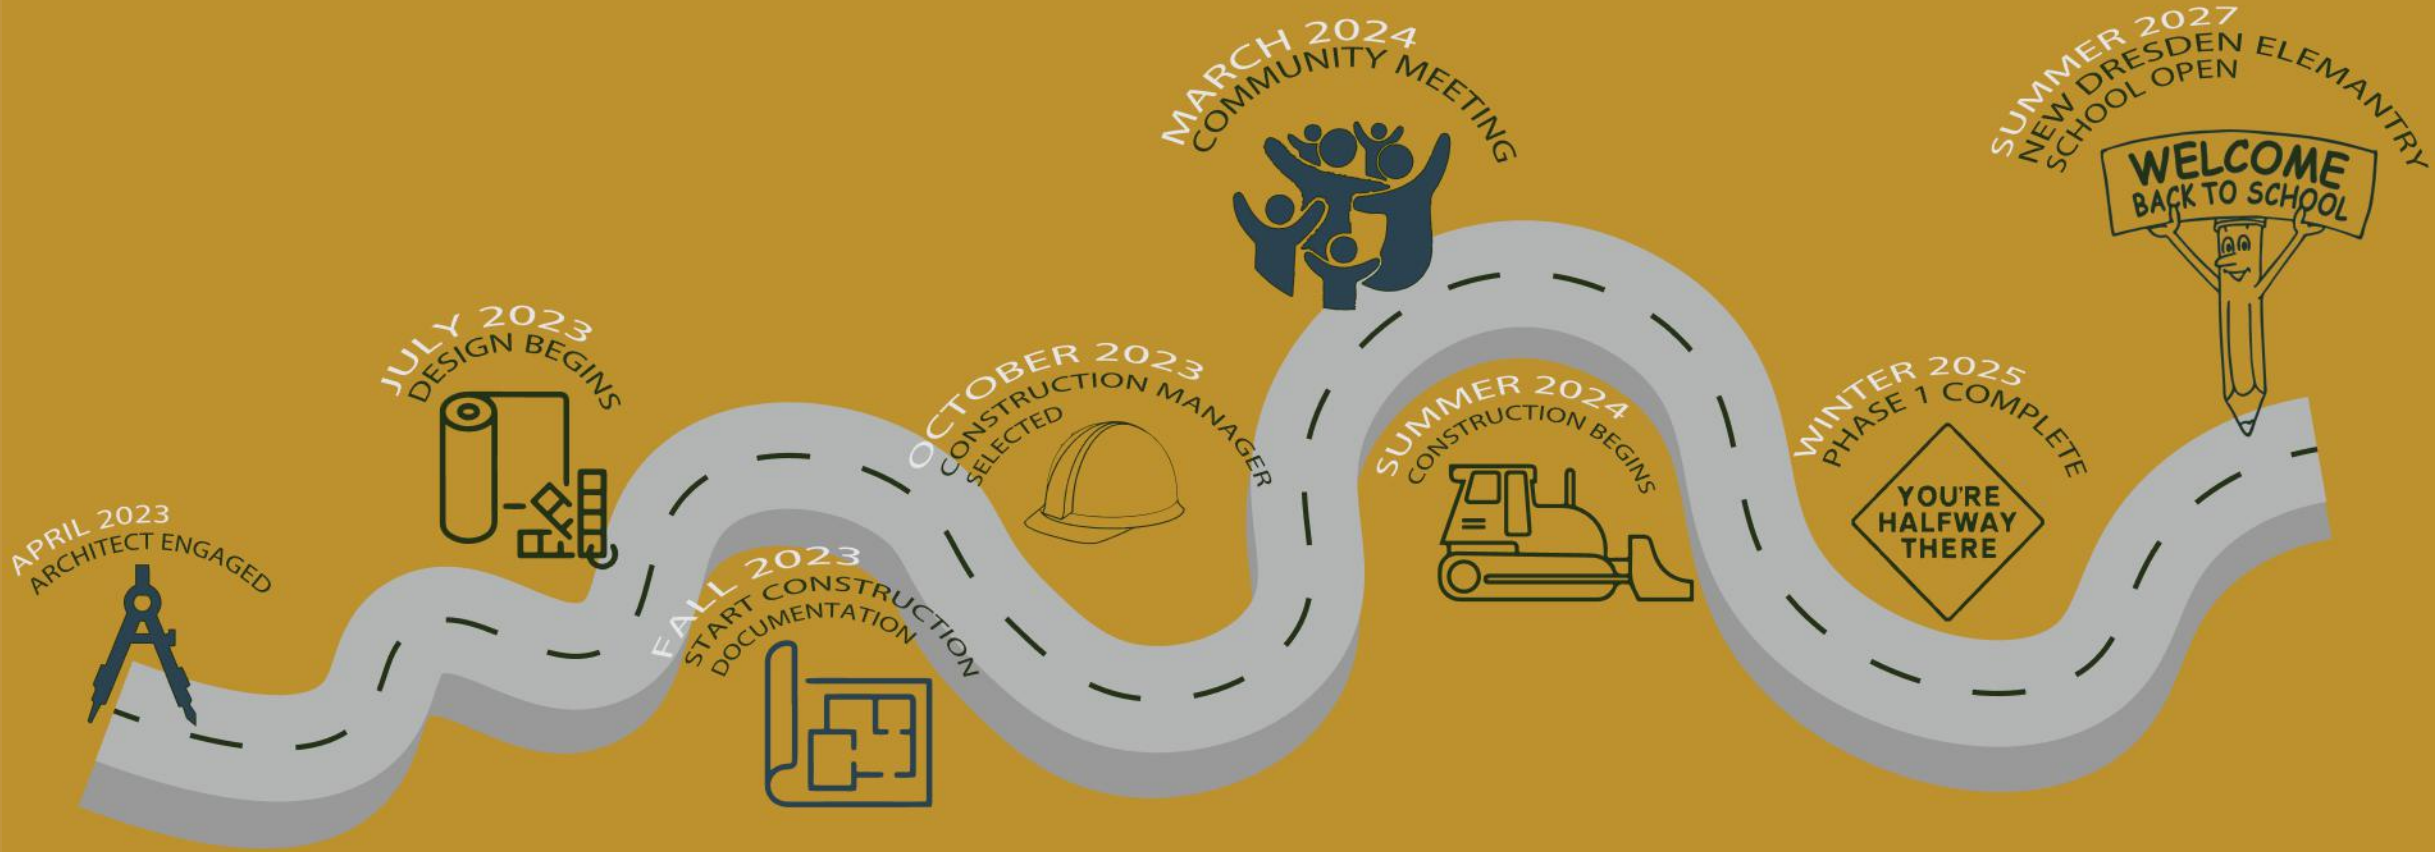 APRIL 2023
ARCHITECT ENGAGED
JULY 2023
DESIGN BEGINS
FALL 2023
START CONSTRUCTION
DOCUMENTATION
OCTOBER 2023
CONSTRUCTION MANAGER
SELECTED
MARCH 2024
COMMUNITY MEETING
SUMMER 2024
CONSTRUCTION BEGINS
WINTER 2025
PHASE 1 COMPLETE
YOU'RE
HALFWAY
THERE
SUMMER 2027
NEW DRESDEN ELEMANTRY
SCHOOL OPEN
WELCOME
BACK TO SCHOOL